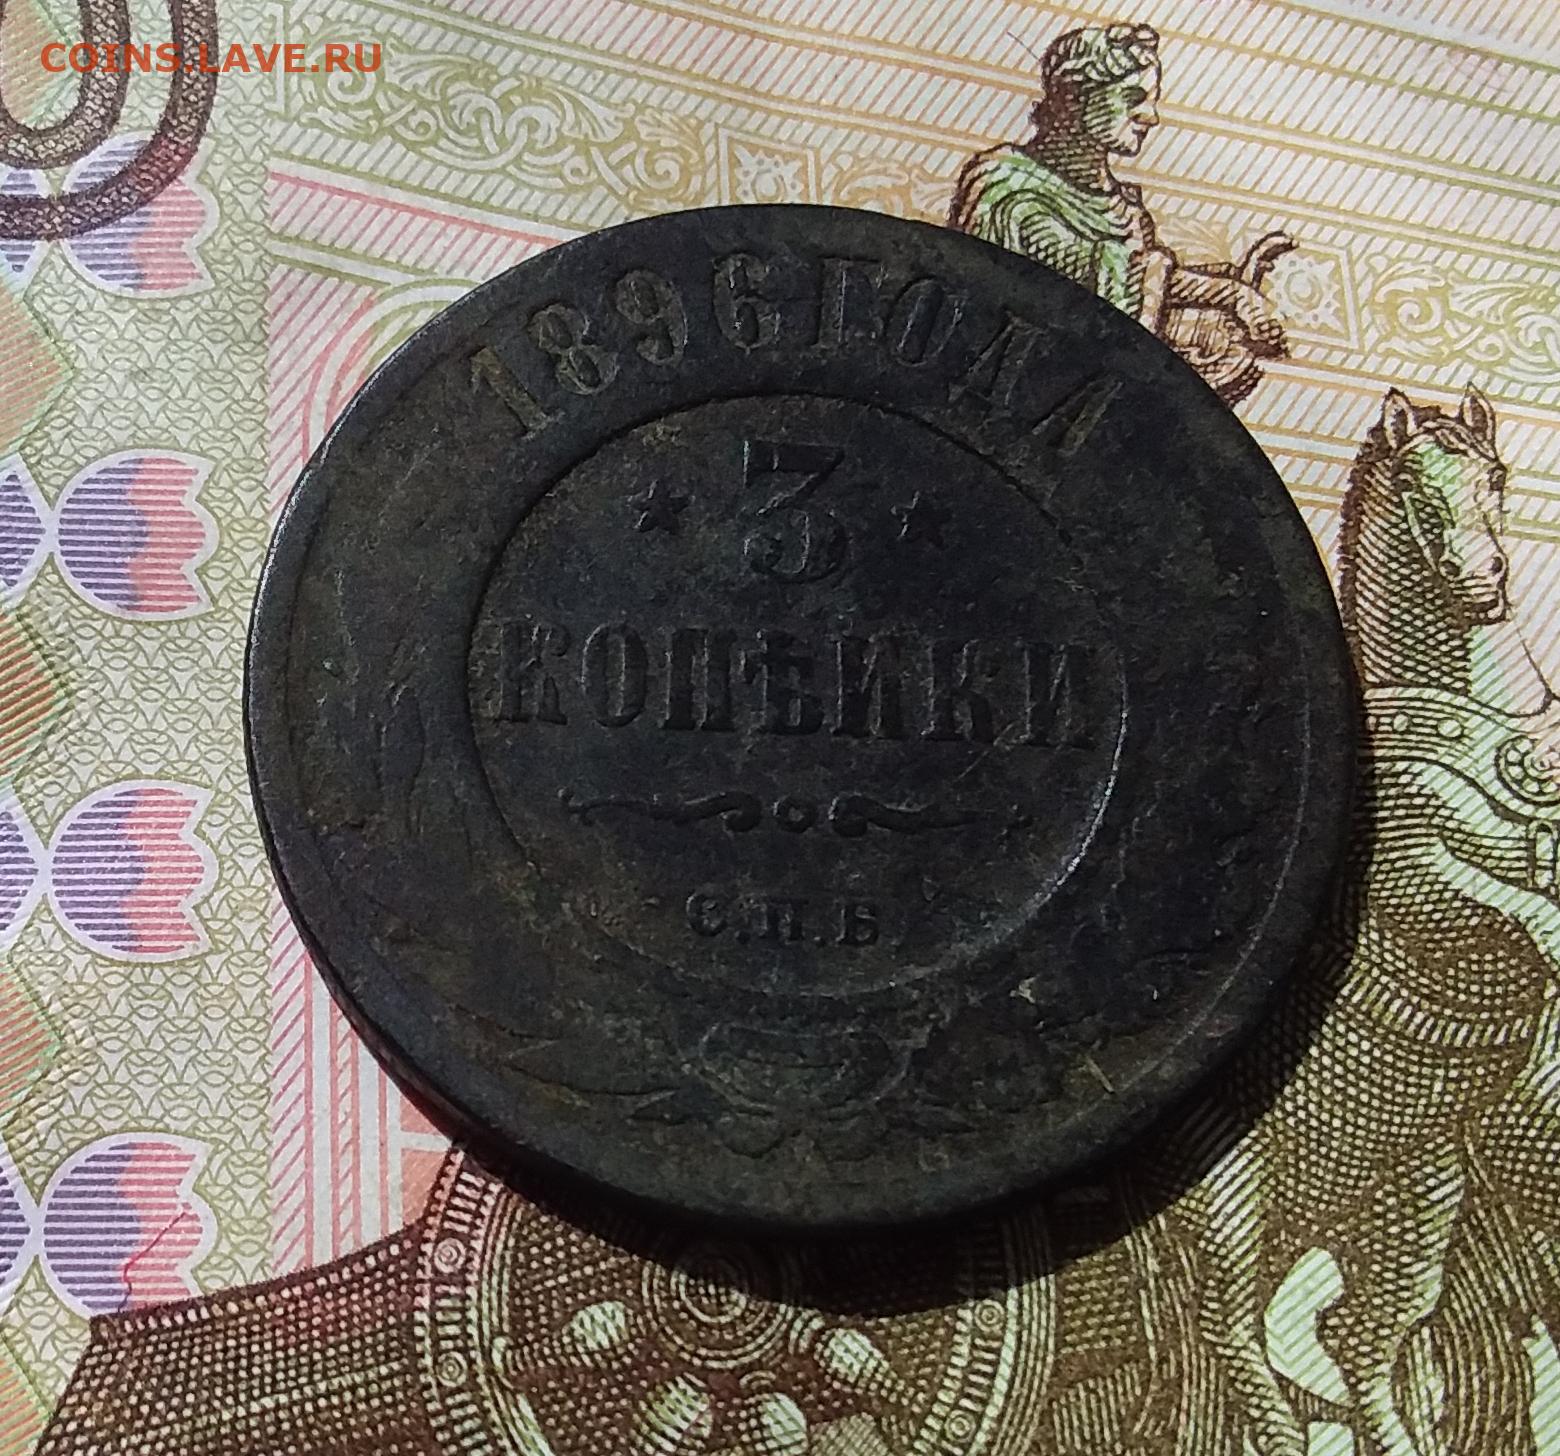 COINS.LAVE.RU
1896 ГОДА
3
КОПѢЙКИ
С.П.Б.